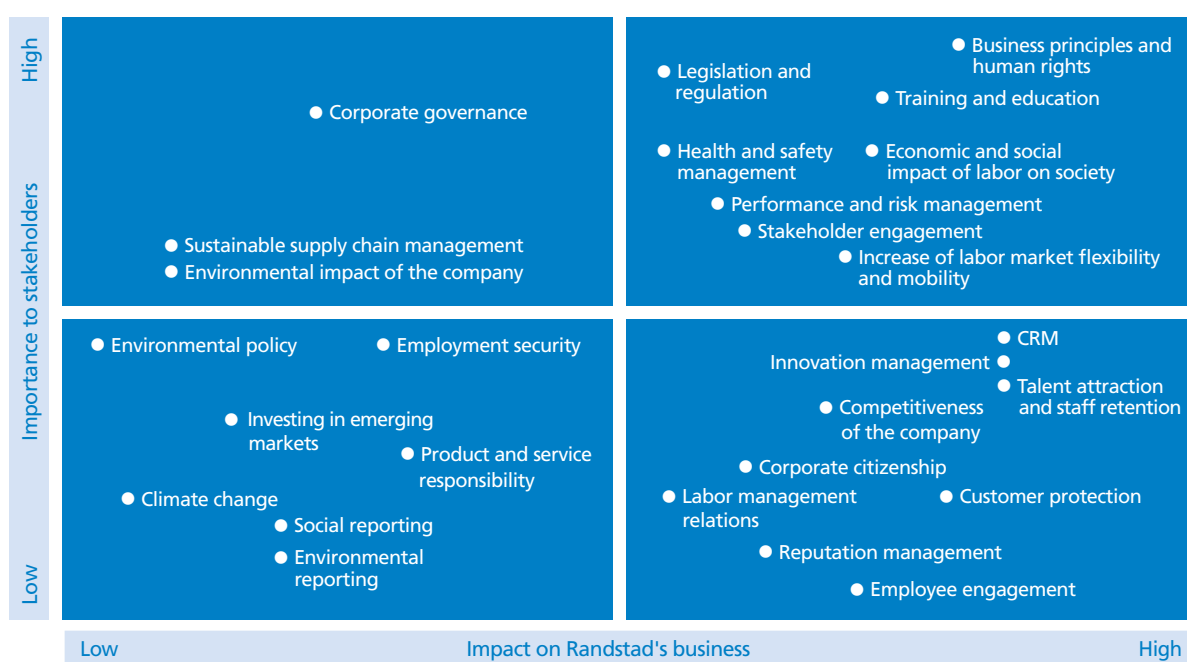 High
Importance to stakeholders
Low
Corporate governance
Sustainable supply chain management
Environmental impact of the company
Business principles and
human rights
Legislation and
regulation
Training and education
Health and safety
management
Economic and social
impact of labor on society
Performance and risk management
Stakeholder engagement
Increase of labor market flexibility
and mobility
Environmental policy
Employment security
Investing in emerging
markets
Product and service
responsibility
Climate change
Social reporting
Environmental
reporting
CRM
Innovation management
Talent attraction
and staff retention
Competitiveness
of the company
Corporate citizenship
Labor management
relations
Customer protection
Reputation management
Employee engagement
Low
Impact on Randstad's business
High